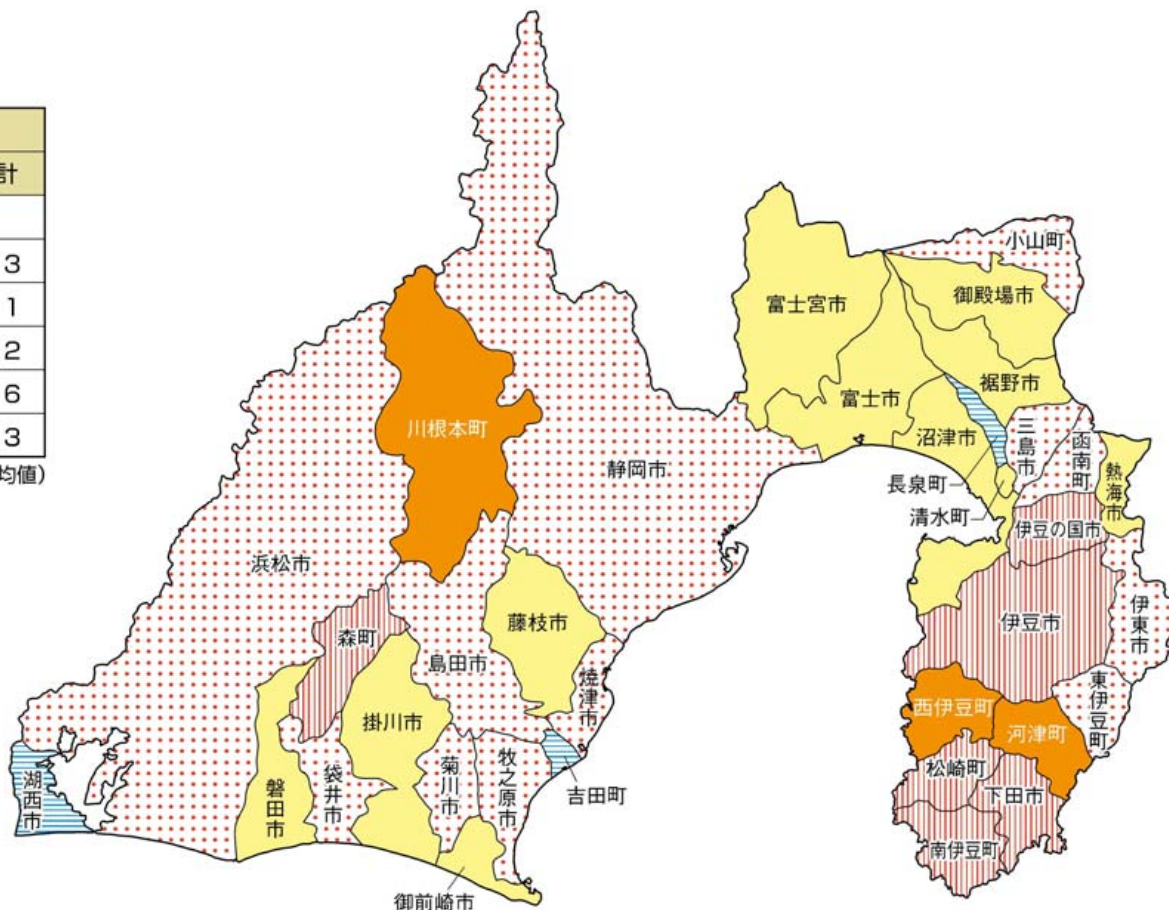 計
3
1
2
6
3
均値)
小山町
御殿場市
富士宮市
裾野市
富士市
沼津市
三島市
函南町
熱海市
長泉町
清水町
伊豆の国市
川根本町
静岡市
浜松市
伊豆市
伊東市
藤枝市
森町
島田市
焼津市
東伊豆町
西伊豆町
河津町
掛川市
松崎町
下田市
湖西市
磐田市
袋井市
菊川市
牧之原市
吉田町
南伊豆町
御前崎市